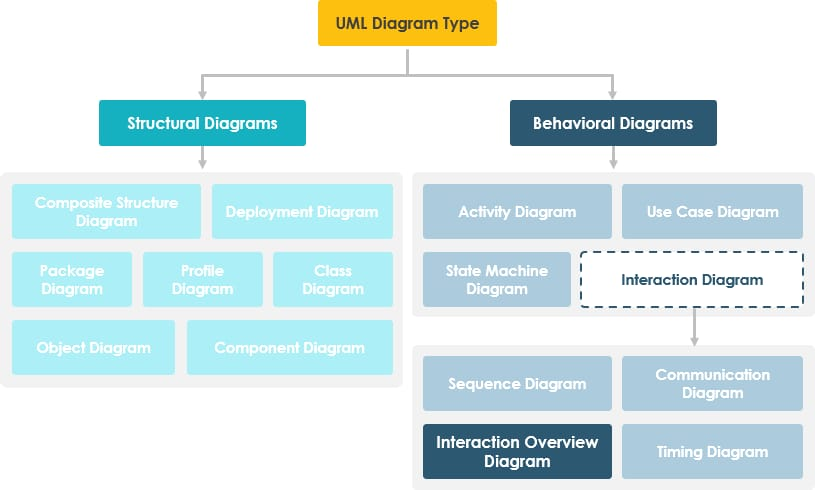 UML Diagram Type
Structural Diagrams
Behavioral Diagrams
Composite Structure
Diagram
Deployment Diagram
Package
Diagram
Profile
Diagram
Class
Diagram
Object Diagram
Component Diagram
Activity Diagram
Use Case Diagram
State Machine
Diagram
Interaction Diagram
Sequence Diagram
Communication
Diagram
Interaction Overview
Diagram
Timing Diagram